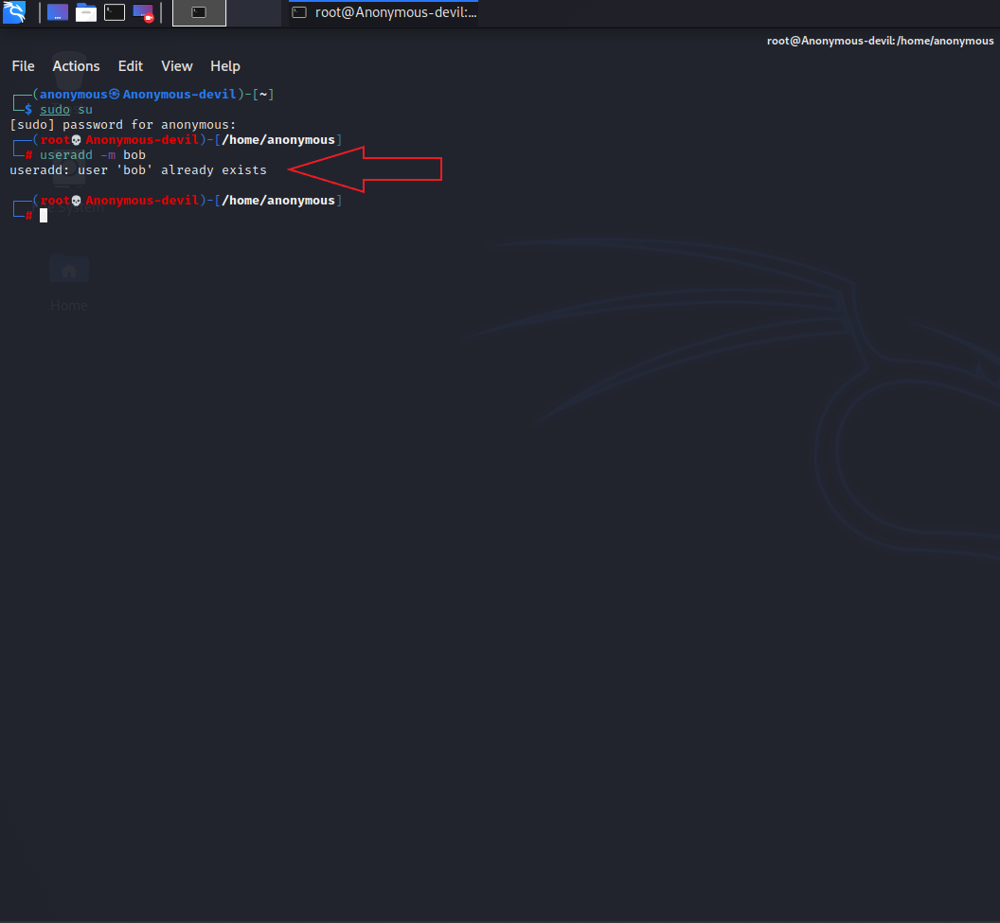 root@Anonymous-devil:...
root@Anonymous-devil:/home/anonymous
File Actions Edit View Help
┌──(anonymous㉿Anonymous-devil)-[~]
└─$ sudo su
[sudo] password for anonymous:
┌──(root💀Anonymous-devil)-[/home/anonymous]
└─# useradd -m bob
useradd: user 'bob' already exists
┌──(root💀Anonymous-devil)-[/home/anonymous]
└─#
System
Home